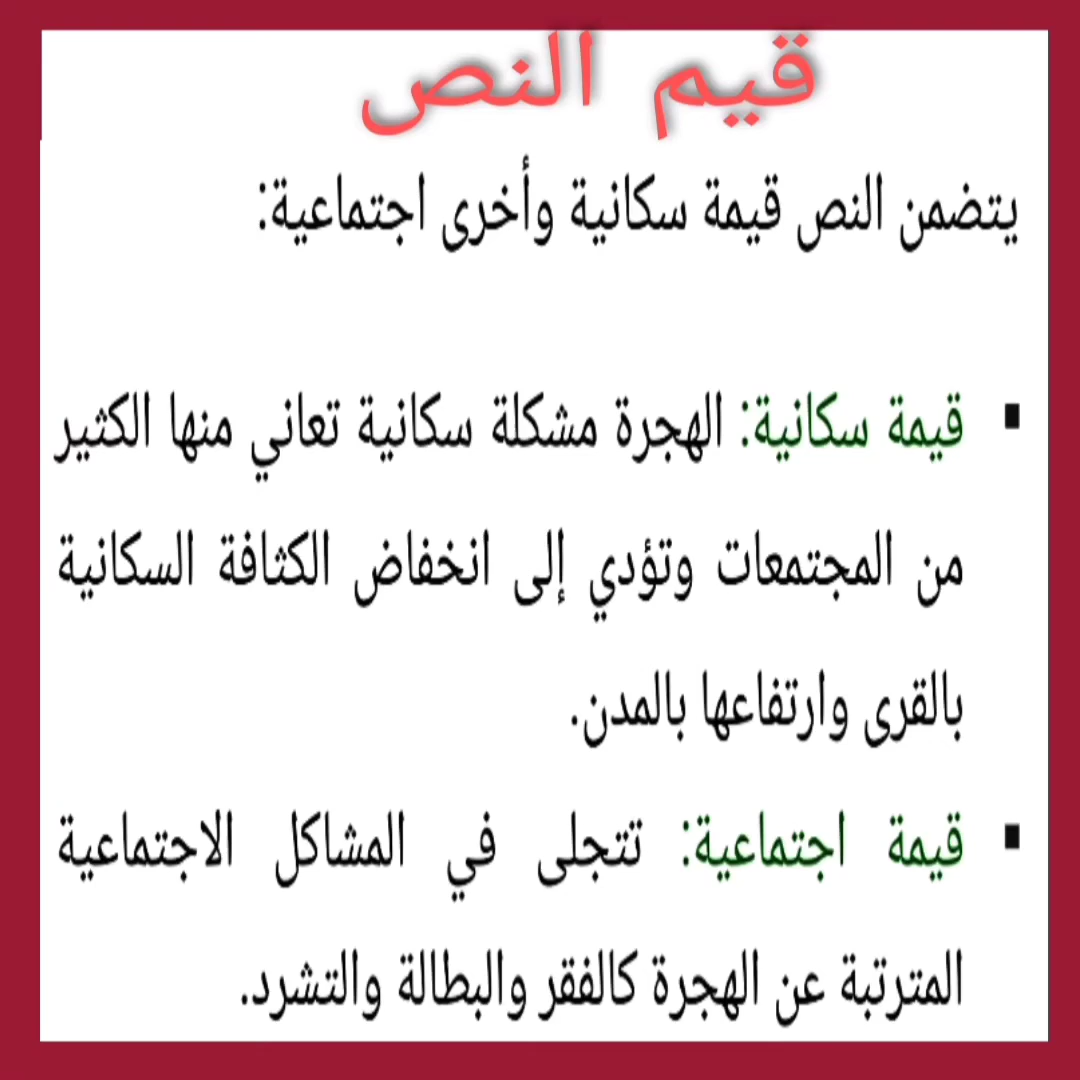 قيم النص
يتضمن النص قيمة سكانية وأخرى اجتماعية:
▪ قيمة سكانية: الهجرة مشكلة سكانية تعاني منها الكثير
من المجتمعات وتؤدي إلى انخفاض الكثافة السكانية
بالقرى وارتفاعها بالمدن.
▪ قيمة اجتماعية: تتجلى في المشاكل الاجتماعية
المترتبة عن الهجرة كالفقر والبطالة والتشرد.